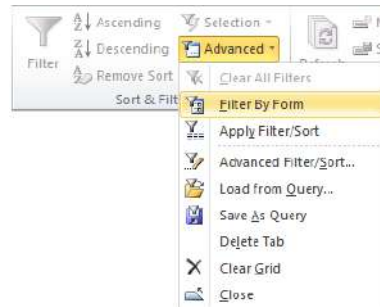 Ascending
Selection
Descending
Advanced
Filter
Remove Sort
Clear All Filters
Sort & Filt
Filter By Form
Apply Filter/Sort
Advanced Filter/Sort...
Load from Query...
Save As Query
Delete Tab
Clear Grid
Close